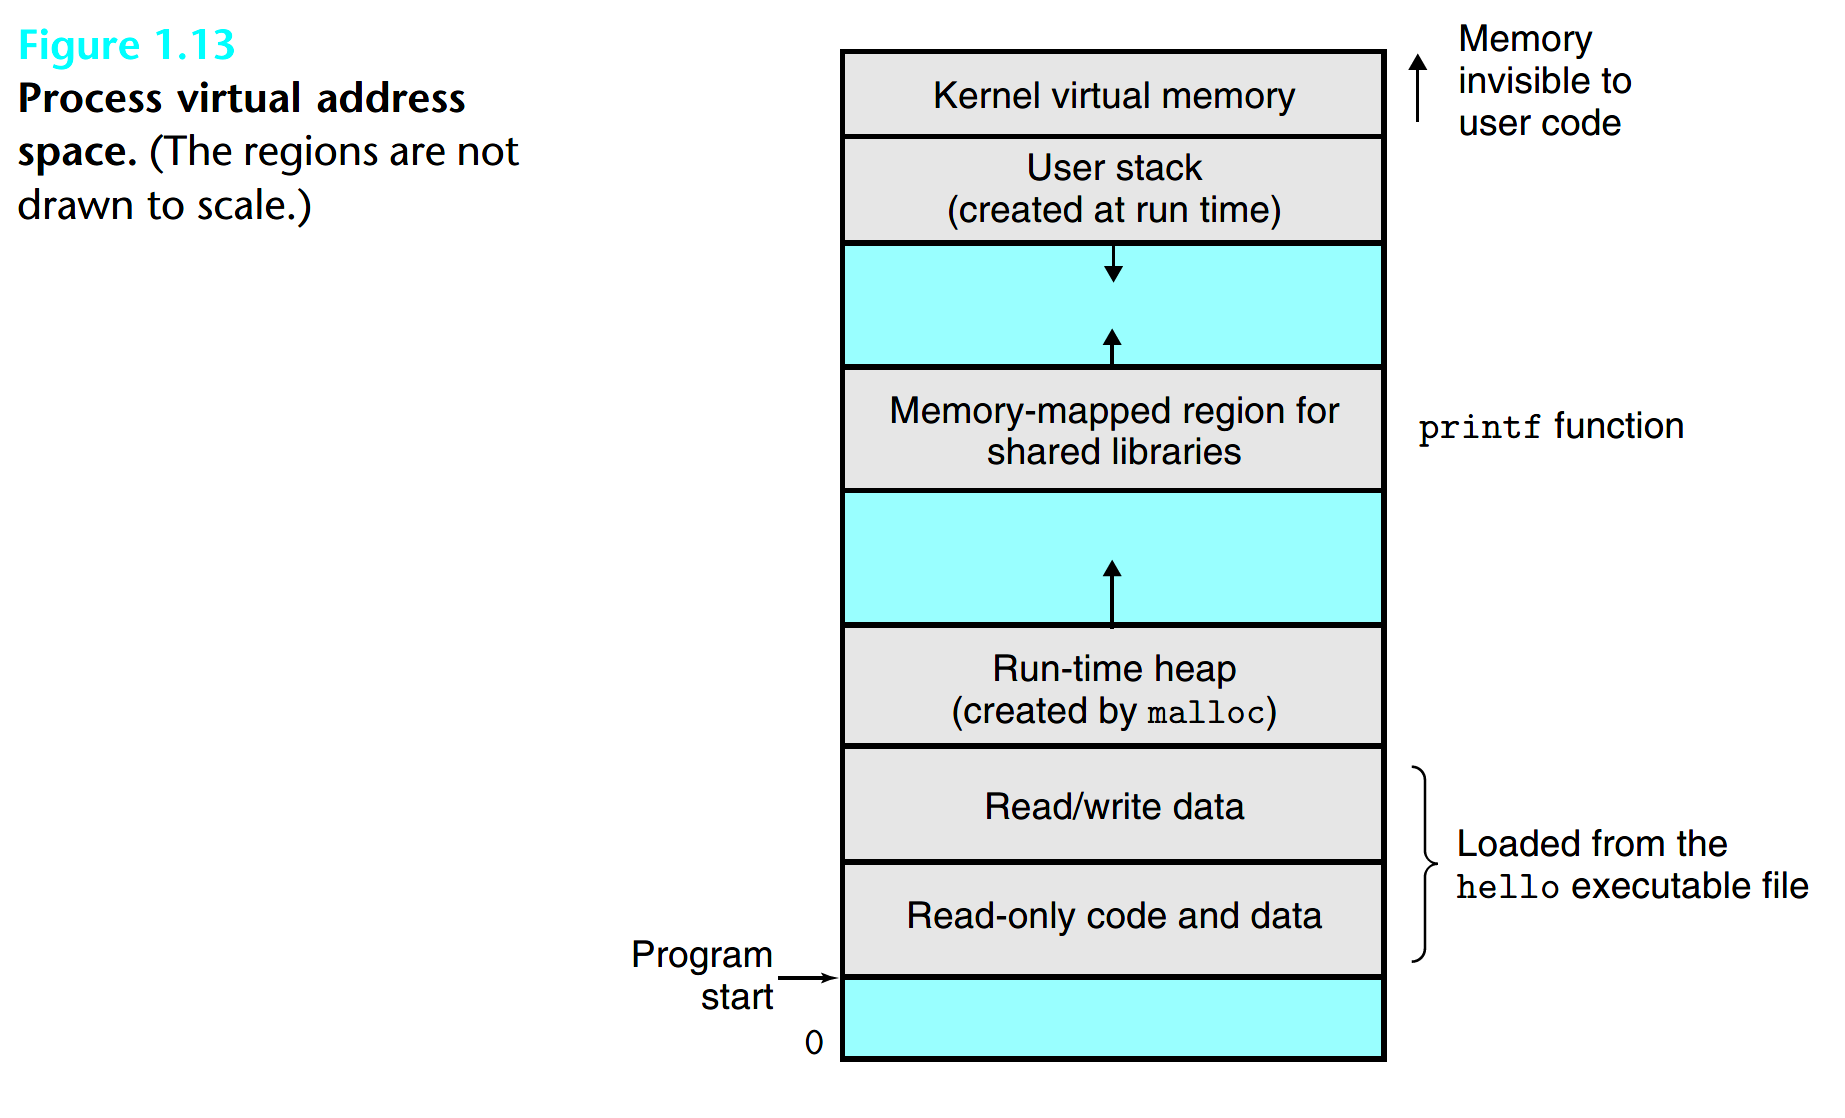 Figure 1.13
Process virtual address
space. (The regions are not
drawn to scale.)
Memory
invisible to
user code
Kernel virtual memory
User stack
(created at run time)
Memory-mapped region for
shared libraries
printf function
Run-time heap
(created by malloc)
Read/write data
Loaded from the
hello executable file
Read-only code and data
Program
start
0